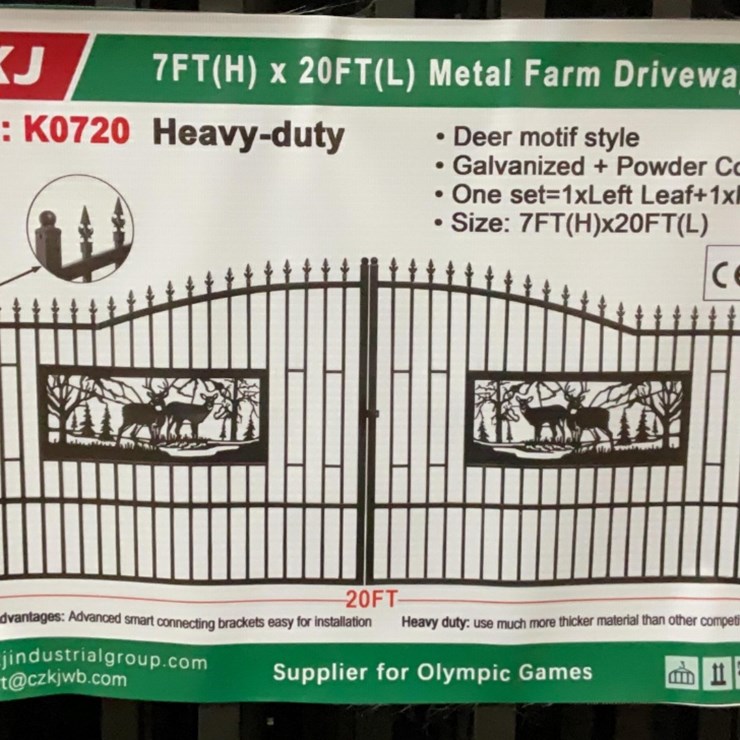 KJ
7FT(H) x 20FT(L) Metal Farm Driveway
: K0720 Heavy-duty
• Deer motif style
• Galvanized + Powder Co
• One set=1xLeft Leaf+1x
• Size: 7FT(H)x20FT(L)
CE
20FT
dvantages: Advanced smart connecting brackets easy for installation
Heavy duty: use much more thicker material than other competi
jindustrialgroup.com
t@czkjwb.com
Supplier for Olympic Games